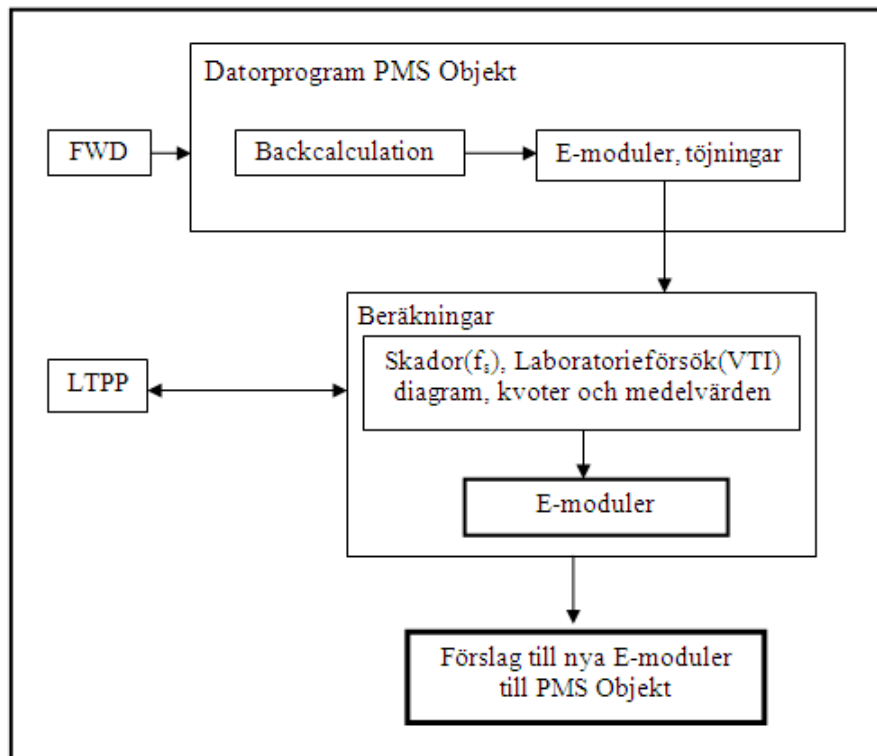 Datorprogram PMS Objekt
FWD
Backcalculation
E-moduler, töjningar
Beräkningar
LTPP
Skador(fₛ), Laboratorieförsök(VTI)
diagram, kvoter och medelvärden
E-moduler
Förslag till nya E-moduler
till PMS Objekt